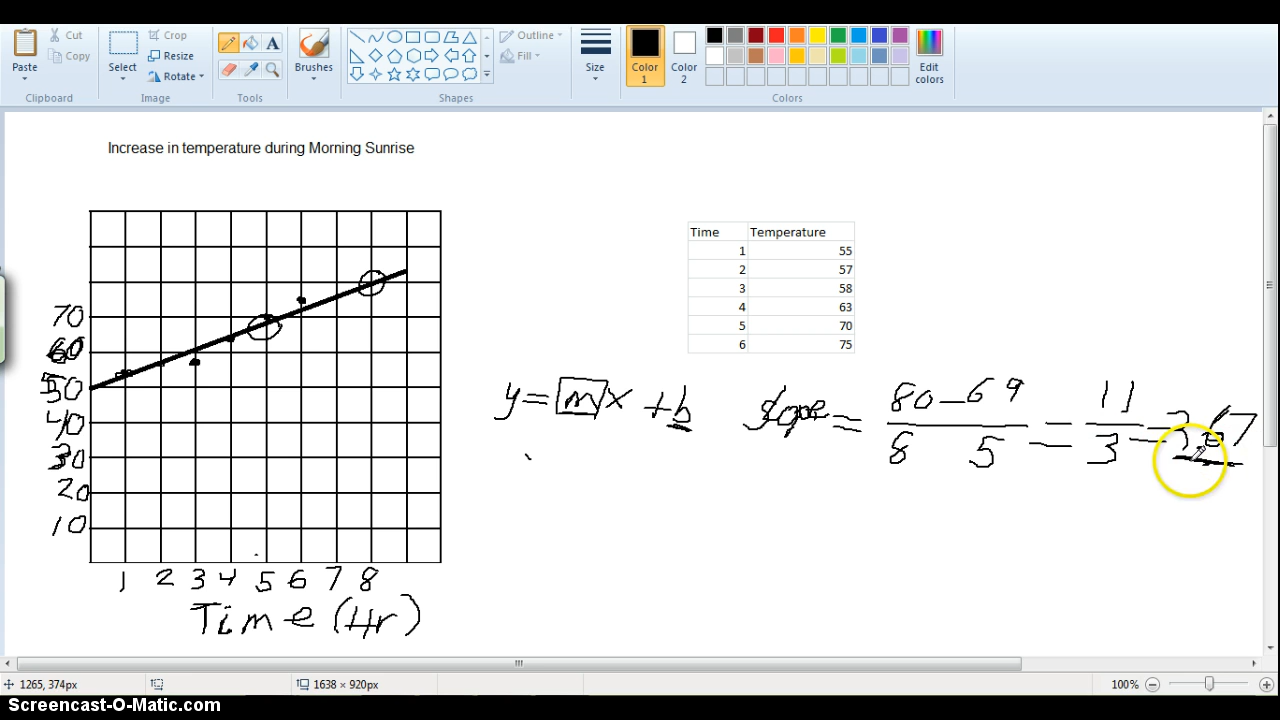 Paste
Cut
Copy
Clipboard
Select
Crop
Resize
Rotate
Image
Tools
Brushes
Outline
Fill
Shapes
Size
Color 1
Color 2
Edit colors
Colors
Increase in temperature during Morning Sunrise
Time Temperature
1 55
2 57
3 58
4 63
5 70
6 75
70
60
50
40
30
20
10
1 2 3 4 5 6 7 8
Time (Hr)
y = mx + b
slope = 80 - 69 = 11 = 3.67
8 5 3
1265, 374px
1638 × 920px
100%
Screencast-O-Matic.com